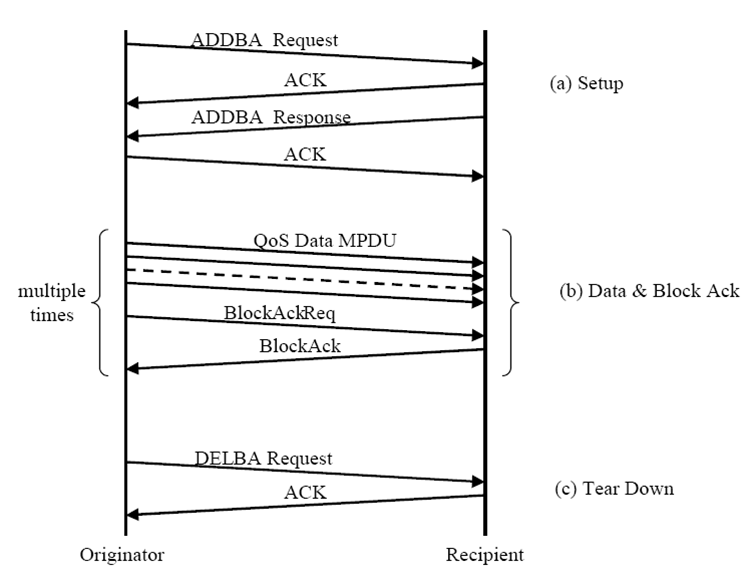 ADDBA Request
ACK
(a) Setup
ADDBA Response
ACK
QoS Data MPDU
multiple
times
(b) Data & Block Ack
BlockAckReq
BlockAck
DELBA Request
ACK
(c) Tear Down
Originator
Recipient